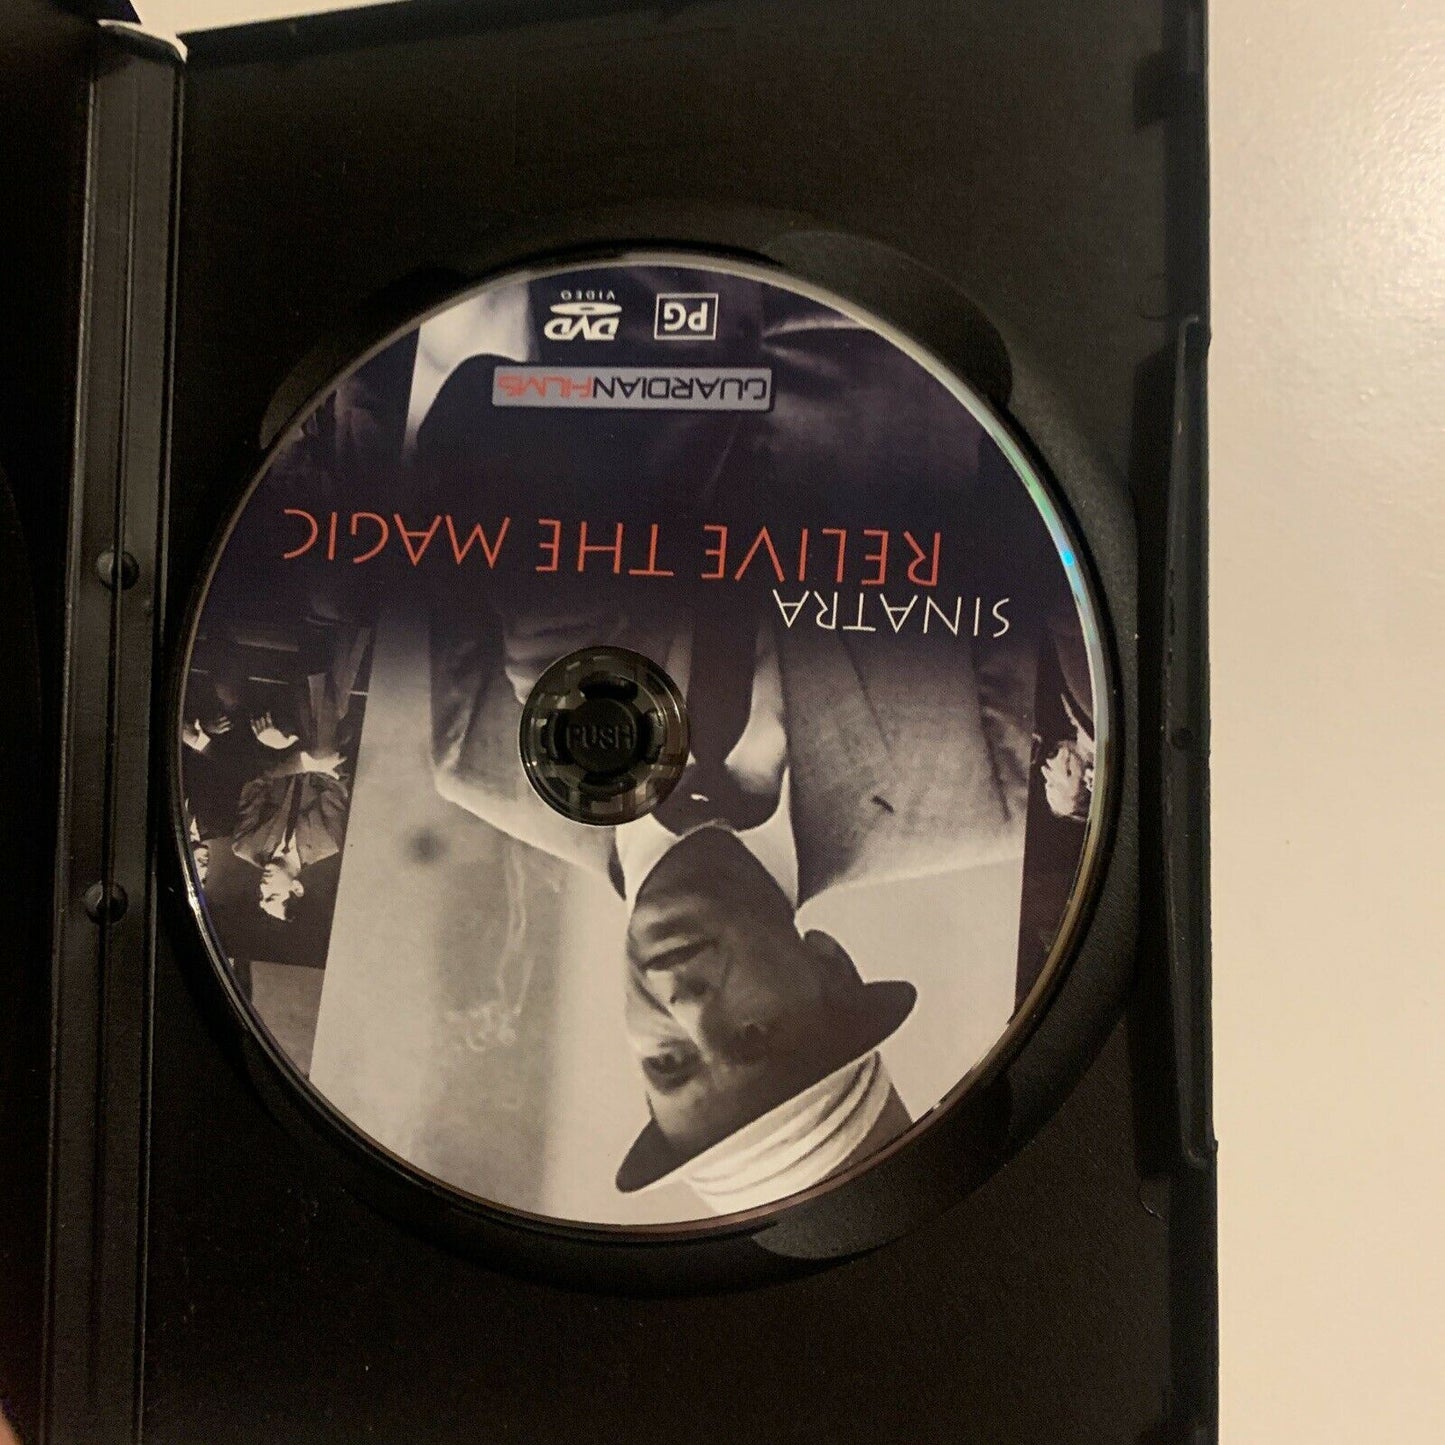 SINATRA
RELIVE THE MAGIC
GUARDIANFILMS
PG
DVD
VIDEO
PUSH